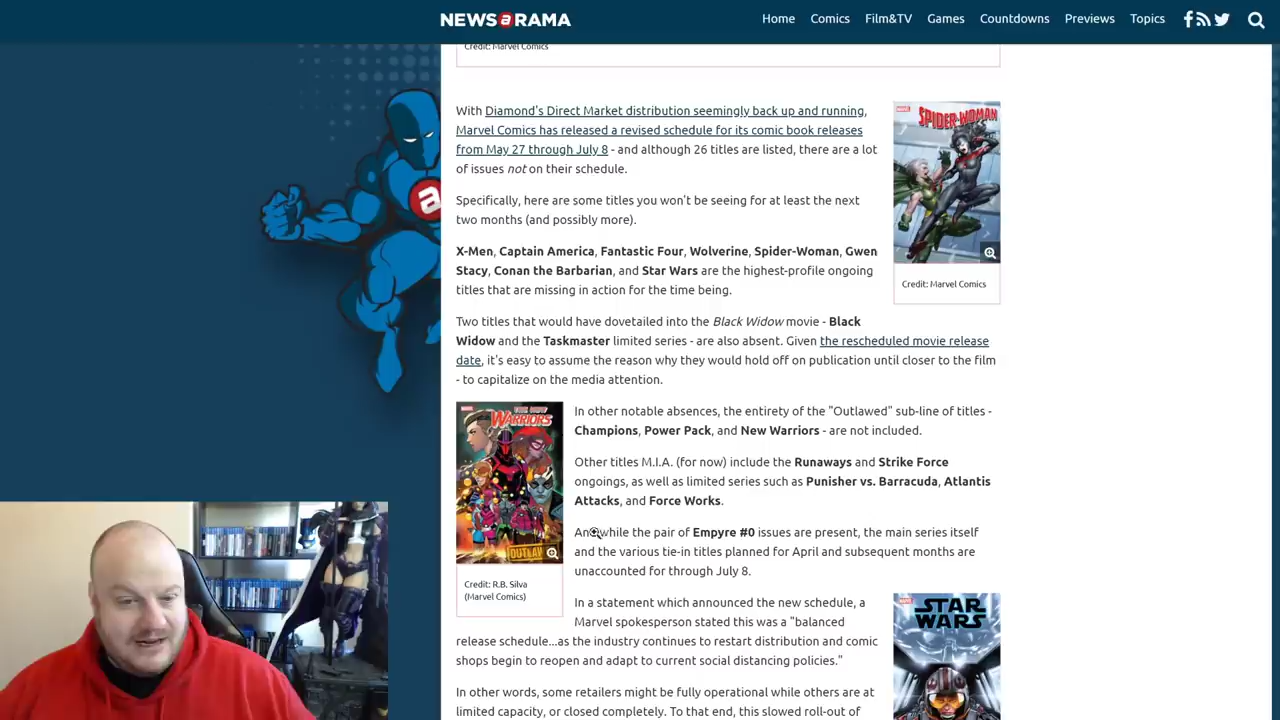 NEWSaRAMA
Home Comics Film&TV Games Countdowns Previews Topics
Credit: Marvel Comics
With Diamond's Direct Market distribution seemingly back up and running,
Marvel Comics has released a revised schedule for its comic book releases
from May 27 through July 8 - and although 26 titles are listed, there are a lot
of issues not on their schedule.
Specifically, here are some titles you won't be seeing for at least the next
two months (and possibly more).
X-Men, Captain America, Fantastic Four, Wolverine, Spider-Woman, Gwen
Stacy, Conan the Barbarian, and Star Wars are the highest-profile ongoing
titles that are missing in action for the time being.
MARVEL
SPIDER-WOMAN
Credit: Marvel Comics
Two titles that would have dovetailed into the Black Widow movie - Black
Widow and the Taskmaster limited series - are also absent. Given the rescheduled movie release
date, it's easy to assume the reason why they would hold off on publication until closer to the film
- to capitalize on the media attention.
MARVEL
THE NEW
WARRIORS
OUTLAW
Credit: R.B. Silva
(Marvel Comics)
In other notable absences, the entirety of the "Outlawed" sub-line of titles -
Champions, Power Pack, and New Warriors - are not included.
Other titles M.I.A. (for now) include the Runaways and Strike Force
ongoings, as well as limited series such as Punisher vs. Barracuda, Atlantis
Attacks, and Force Works.
And while the pair of Empyre #0 issues are present, the main series itself
and the various tie-in titles planned for April and subsequent months are
unaccounted for through July 8.
In a statement which announced the new schedule, a
Marvel spokesperson stated this was a "balanced
release schedule...as the industry continues to restart distribution and comic
shops begin to reopen and adapt to current social distancing policies."
In other words, some retailers might be fully operational while others are at
limited capacity, or closed completely. To that end, this slowed roll-out of
STAR
WARS